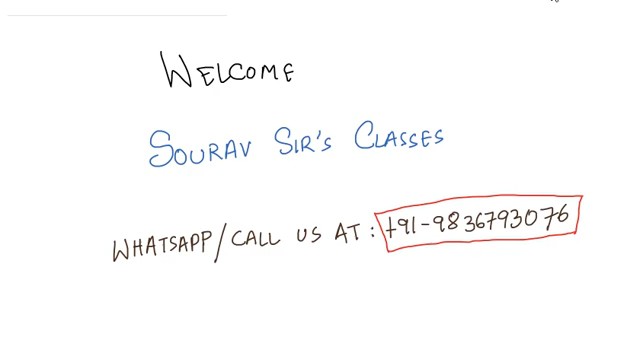 WELCOME
SOURAV SIR'S CLASSES
WHATSAPP/CALL US AT : +91-9836793076